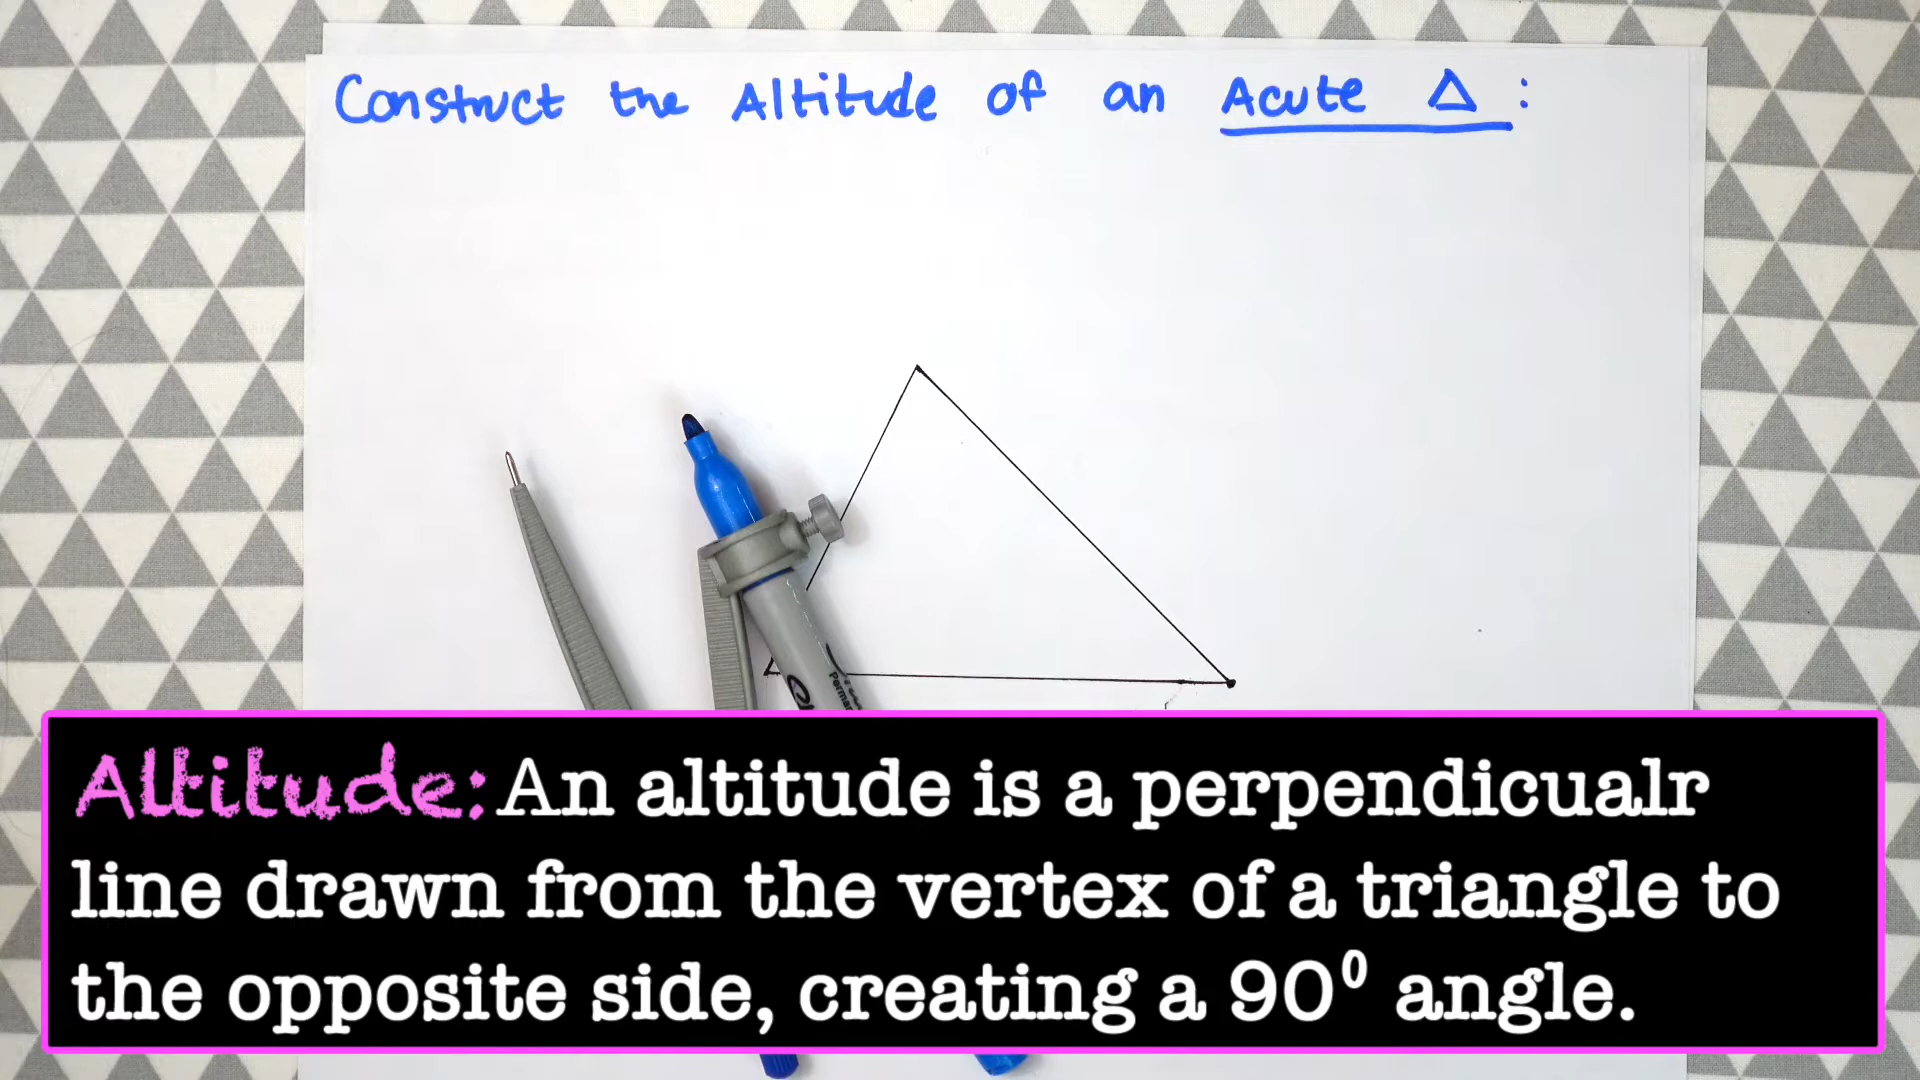 Construct the Altitude of an Acute △ :
Altitude: An altitude is a perpendicualr
line drawn from the vertex of a triangle to
the opposite side, creating a 90⁰ angle.